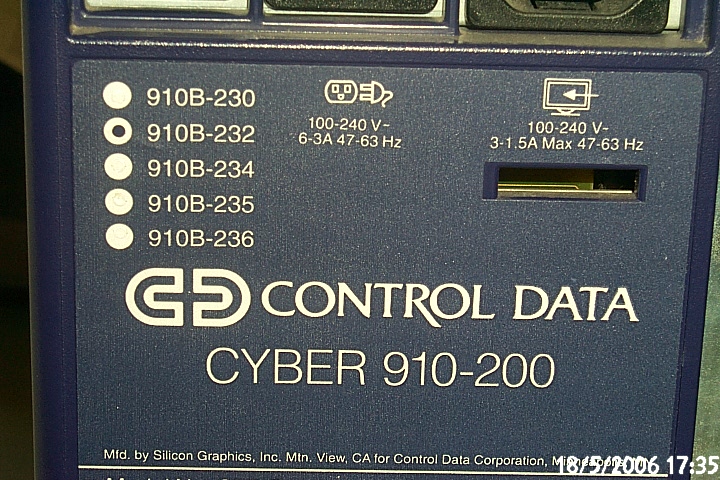 910B-230
910B-232
910B-234
910B-235
910B-236
100-240 V~
6-3A 47-63 Hz
100-240 V~
3-1.5A Max 47-63 Hz
CONTROL DATA
CYBER 910-200
Mfd. by Silicon Graphics, Inc. Mtn. View, CA for Control Data Corporation,
18/5/2006 17:35